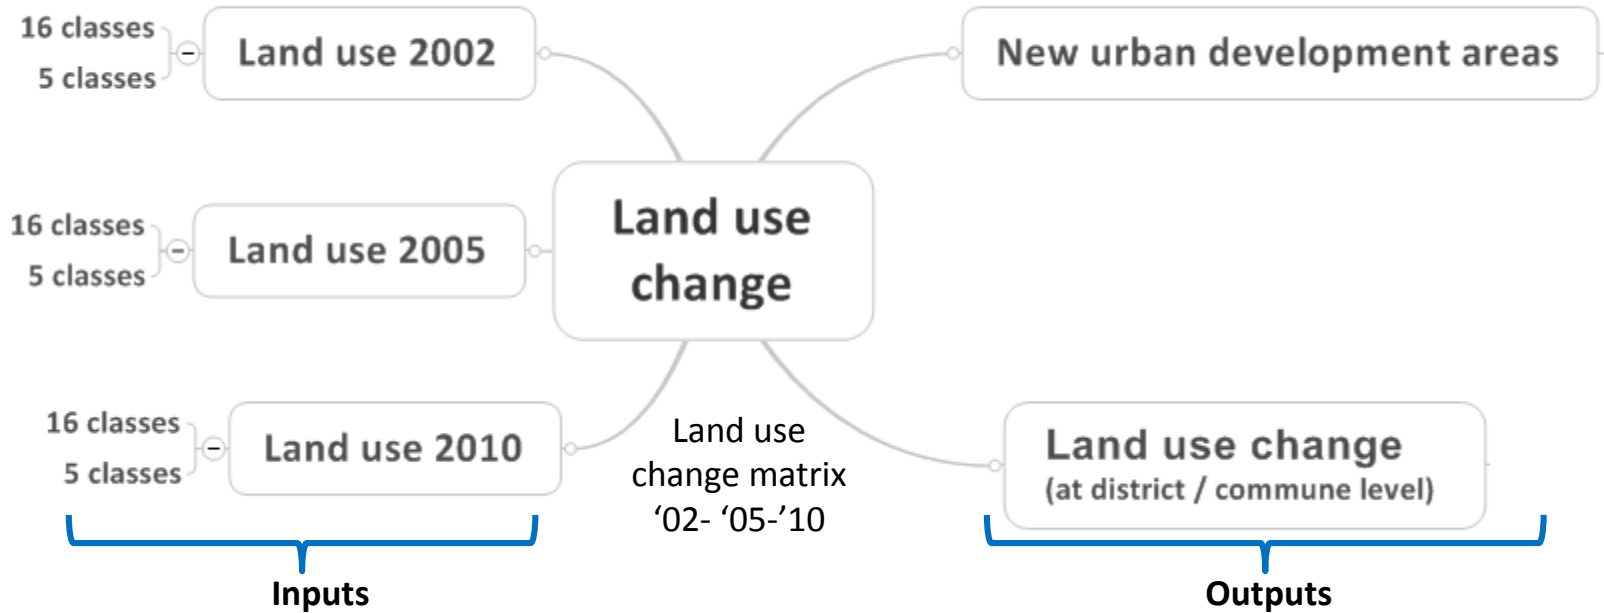 16 classes
5 classes
Land use 2002
New urban development areas
16 classes
5 classes
Land use 2005
Land use
change
16 classes
5 classes
Land use 2010
Land use
change matrix
‘02- ‘05-’10
Land use change
(at district / commune level)
Inputs
Outputs